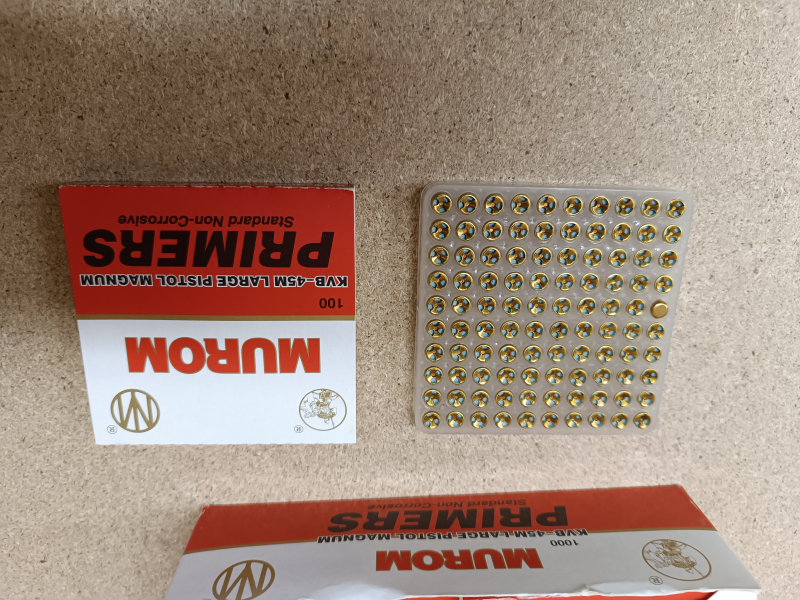 MUROM
100
KVB-45M LARGE PISTOL MAGNUM
PRIMERS
Standard Non-Corrosive
®
®
MUROM
1000
KVB-45M LARGE PISTOL MAGNUM
PRIMERS
Standard Non-Corrosive
®